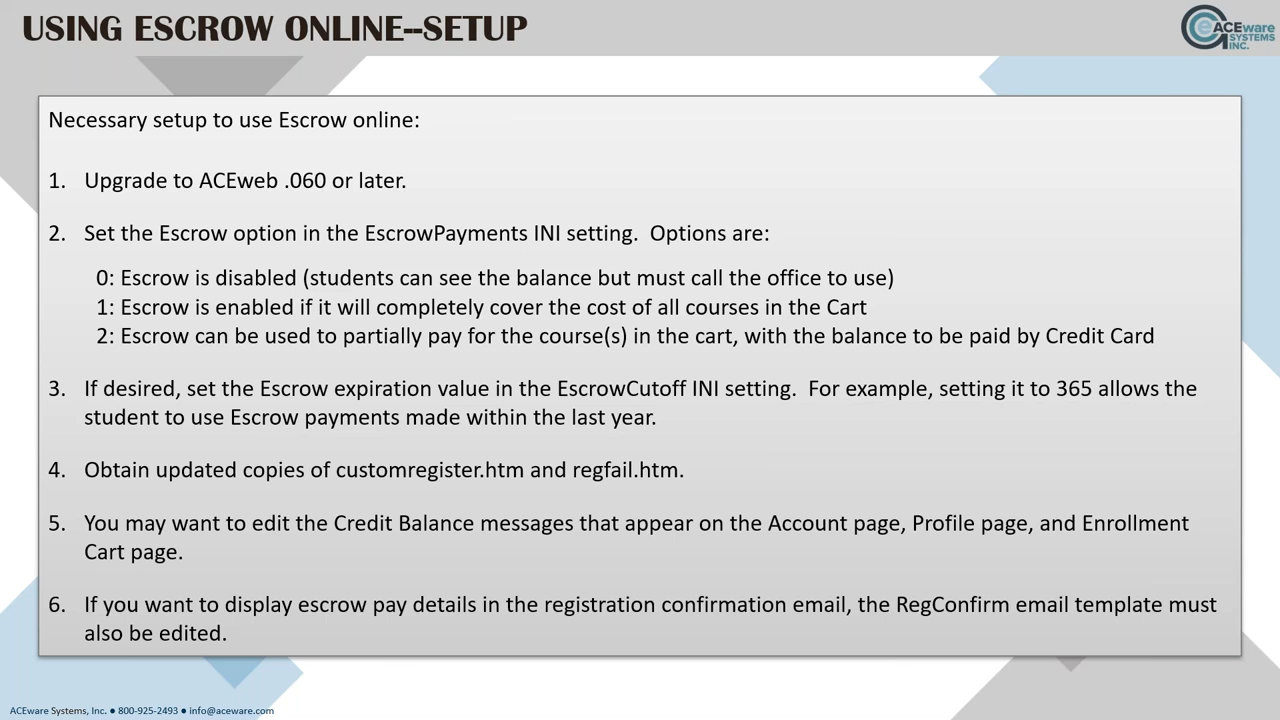 USING ESCROW ONLINE--SETUP
ACEware
SYSTEMS
INC.
Necessary setup to use Escrow online:
1. Upgrade to ACEweb .060 or later.
2. Set the Escrow option in the EscrowPayments INI setting.  Options are:
0: Escrow is disabled (students can see the balance but must call the office to use)
1: Escrow is enabled if it will completely cover the cost of all courses in the Cart
2: Escrow can be used to partially pay for the course(s) in the cart, with the balance to be paid by Credit Card
3. If desired, set the Escrow expiration value in the EscrowCutoff INI setting.  For example, setting it to 365 allows the
student to use Escrow payments made within the last year.
4. Obtain updated copies of customregister.htm and regfail.htm.
5. You may want to edit the Credit Balance messages that appear on the Account page, Profile page, and Enrollment
Cart page.
6. If you want to display escrow pay details in the registration confirmation email, the RegConfirm email template must
also be edited.
ACEware Systems, Inc. ● 800-925-2493 ● info@aceware.com